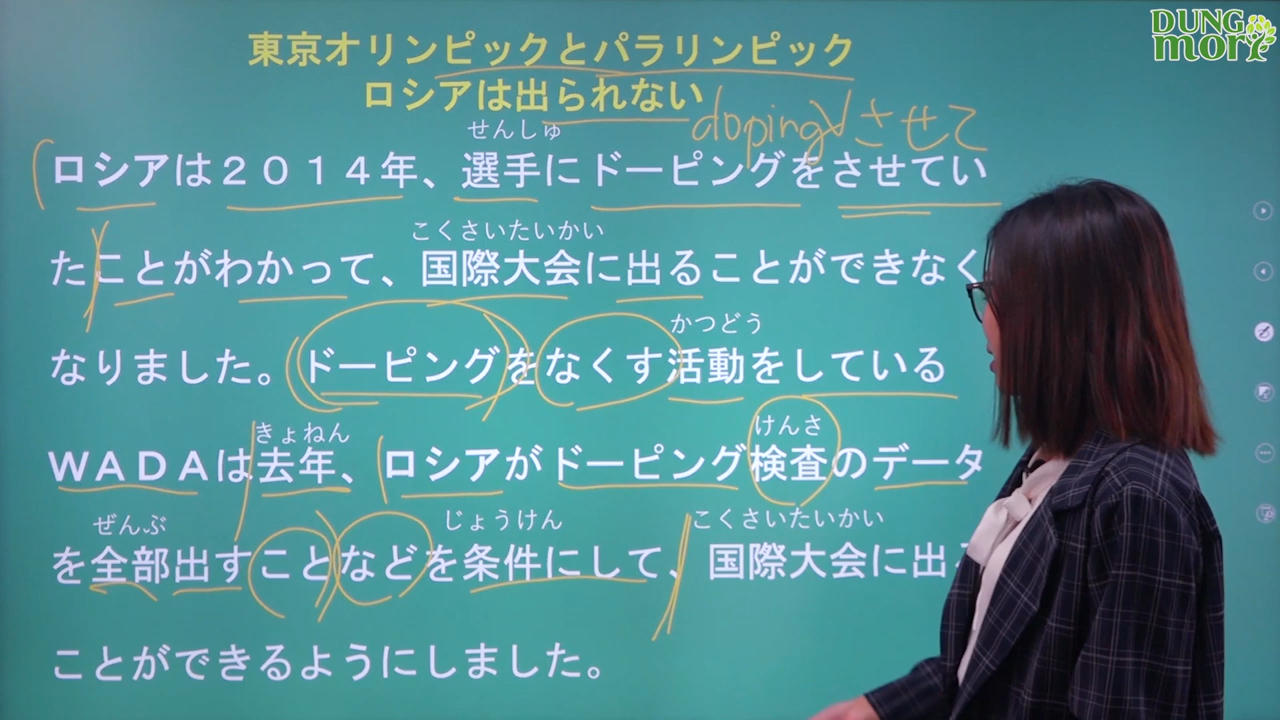 DUNG
mori
東京オリンピックとパラリンピック
ロシアは出られない
dopingさせて
せんしゅ
ロシアは２０１４年、選手にドーピングをさせてい
こくさいたいかい
たことがわかって、国際大会に出ることができなく
かつどう
なりました。ドーピングをなくす活動をしている
きょねん けんさ
ＷＡＤＡは去年、ロシアがドーピング検査のデータ
ぜんぶ じょうけん こくさいたいかい
を全部出すことなどを条件にして、国際大会に出る
ことができるようにしました。